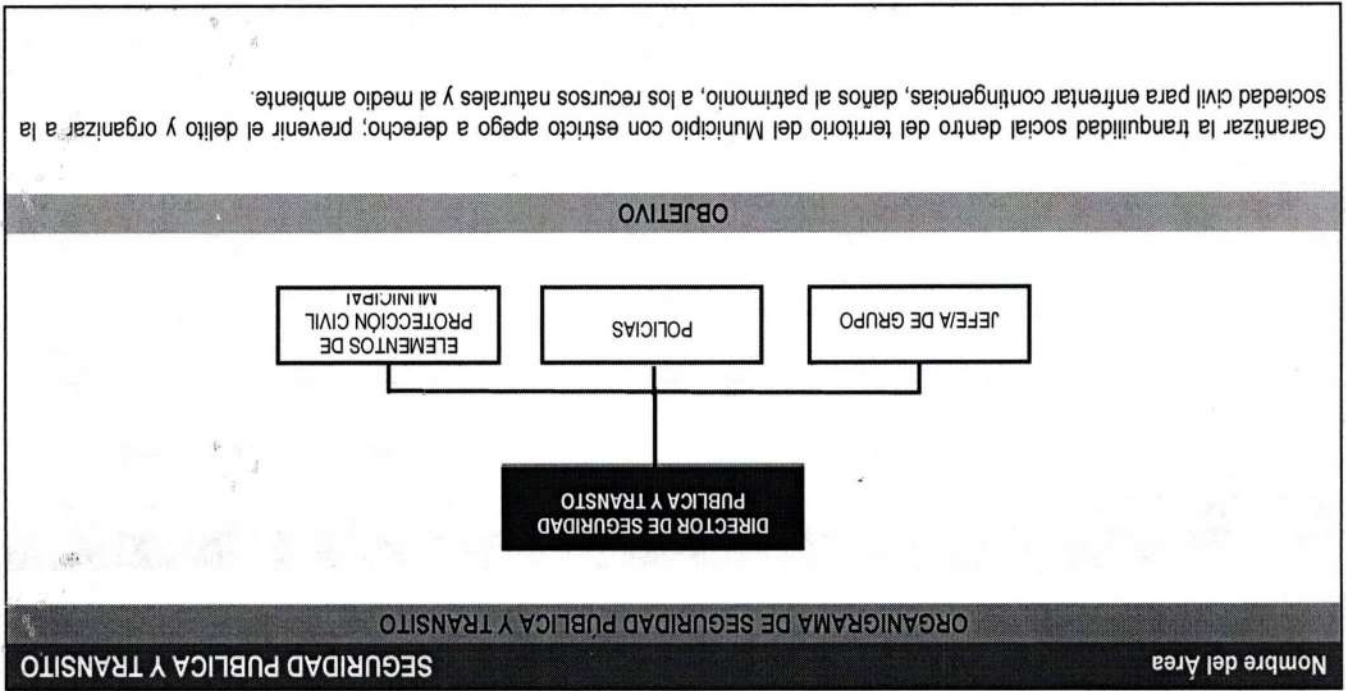 Nombre del Área SEGURIDAD PUBLICA Y TRANSITO
ORGANIGRAMA DE SEGURIDAD PÚBLICA Y TRANSITO
DIRECTOR DE SEGURIDAD
PUBLICA Y TRANSITO
JEFE/A DE GRUPO
POLICIAS
ELEMENTOS DE
PROTECCIÓN CIVIL
MUNICIPAL
OBJETIVO
Garantizar la tranquilidad social dentro del territorio del Municipio con estricto apego a derecho; prevenir el delito y organizar a la
sociedad civil para enfrentar contingencias, daños al patrimonio, a los recursos naturales y al medio ambiente.